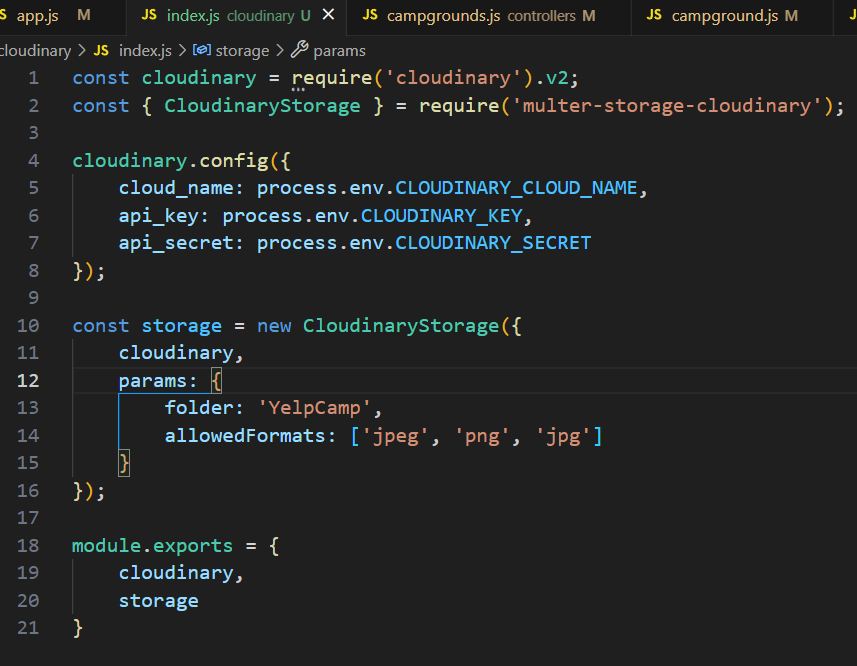 app.js M JS index.js cloudinary U JS campgrounds.js controllers M JS campground.js M
cloudinary > JS index.js > storage > params
1 const cloudinary = require('cloudinary').v2;
2 const { CloudinaryStorage } = require('multer-storage-cloudinary');
3
4 cloudinary.config({
5     cloud_name: process.env.CLOUDINARY_CLOUD_NAME,
6     api_key: process.env.CLOUDINARY_KEY,
7     api_secret: process.env.CLOUDINARY_SECRET
8 });
9
10 const storage = new CloudinaryStorage({
11     cloudinary,
12     params: {
13         folder: 'YelpCamp',
14         allowedFormats: ['jpeg', 'png', 'jpg']
15     }
16 });
17
18 module.exports = {
19     cloudinary,
20     storage
21 }